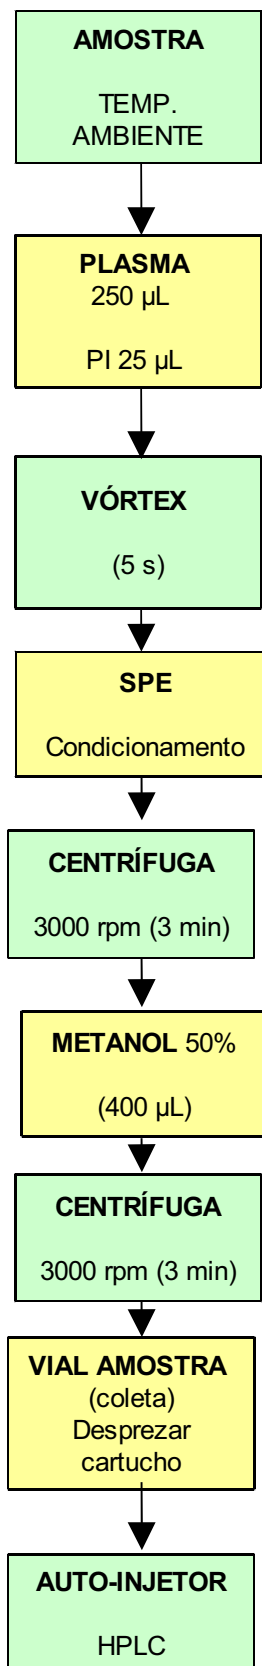 AMOSTRA
TEMP.
AMBIENTE
PLASMA
250 µL
PI 25 µL
VÓRTEX
(5 s)
SPE
Condicionamento
CENTRÍFUGA
3000 rpm (3 min)
METANOL 50%
(400 µL)
CENTRÍFUGA
3000 rpm (3 min)
VIAL AMOSTRA
(coleta)
Desprezar
cartucho
AUTO-INJETOR
HPLC